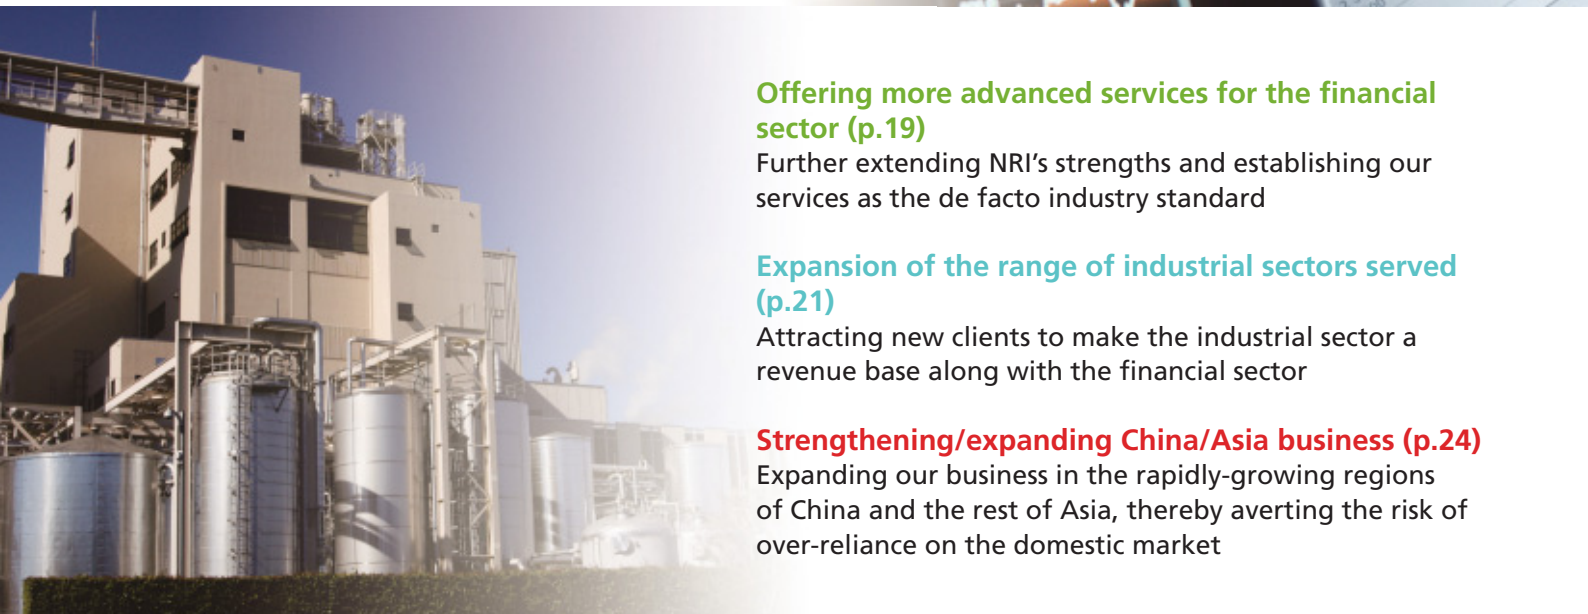 Offering more advanced services for the financial
sector (p.19)
Further extending NRI’s strengths and establishing our
services as the de facto industry standard
Expansion of the range of industrial sectors served
(p.21)
Attracting new clients to make the industrial sector a
revenue base along with the financial sector
Strengthening/expanding China/Asia business (p.24)
Expanding our business in the rapidly-growing regions
of China and the rest of Asia, thereby averting the risk of
over-reliance on the domestic market